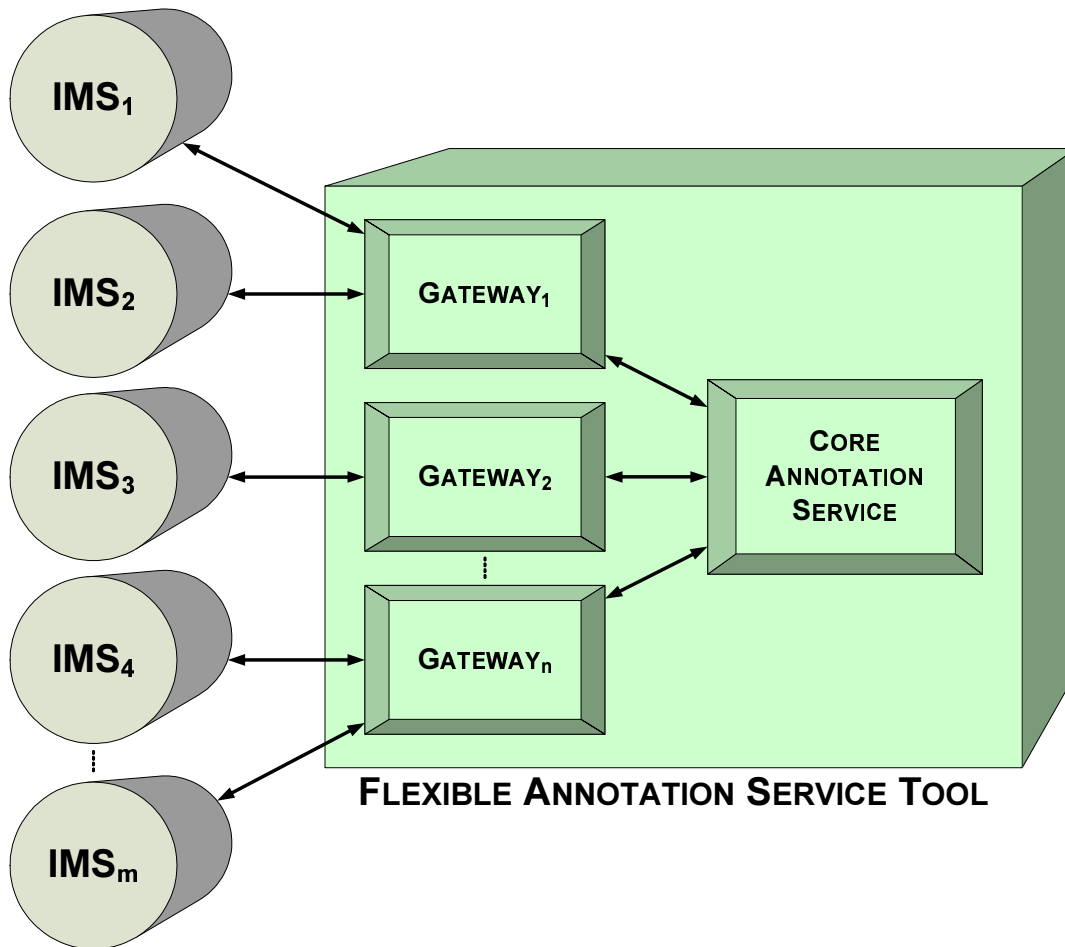 IMS1
IMS2
IMS3
IMS4
IMSm
GATEWAY1
GATEWAY2
GATEWAYn
CORE
ANNOTATION
SERVICE
FLEXIBLE ANNOTATION SERVICE TOOL